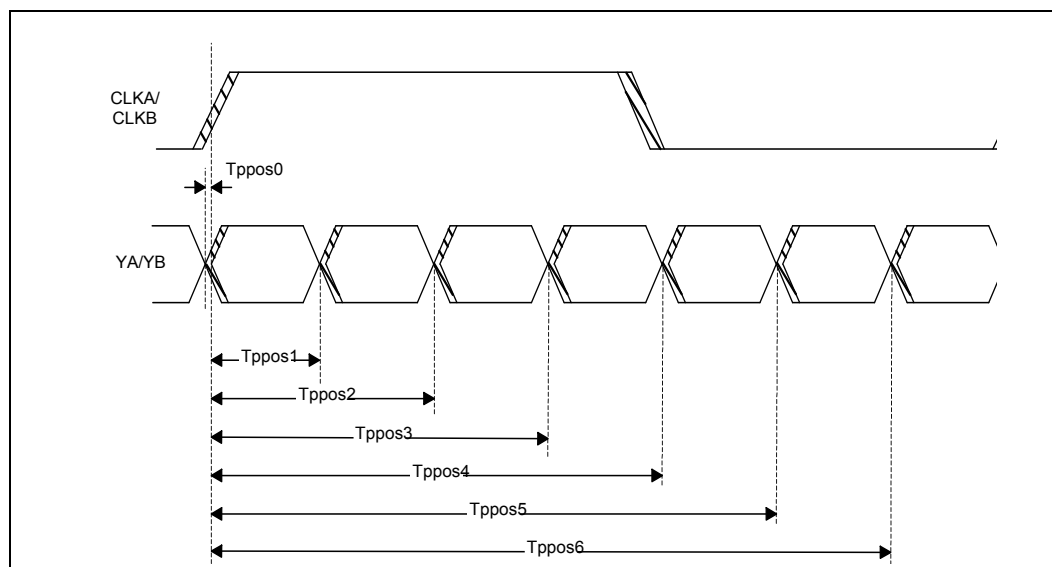 CLKA/
CLKB
Tppos0
YA/YB
Tppos1
Tppos2
Tppos3
Tppos4
Tppos5
Tppos6